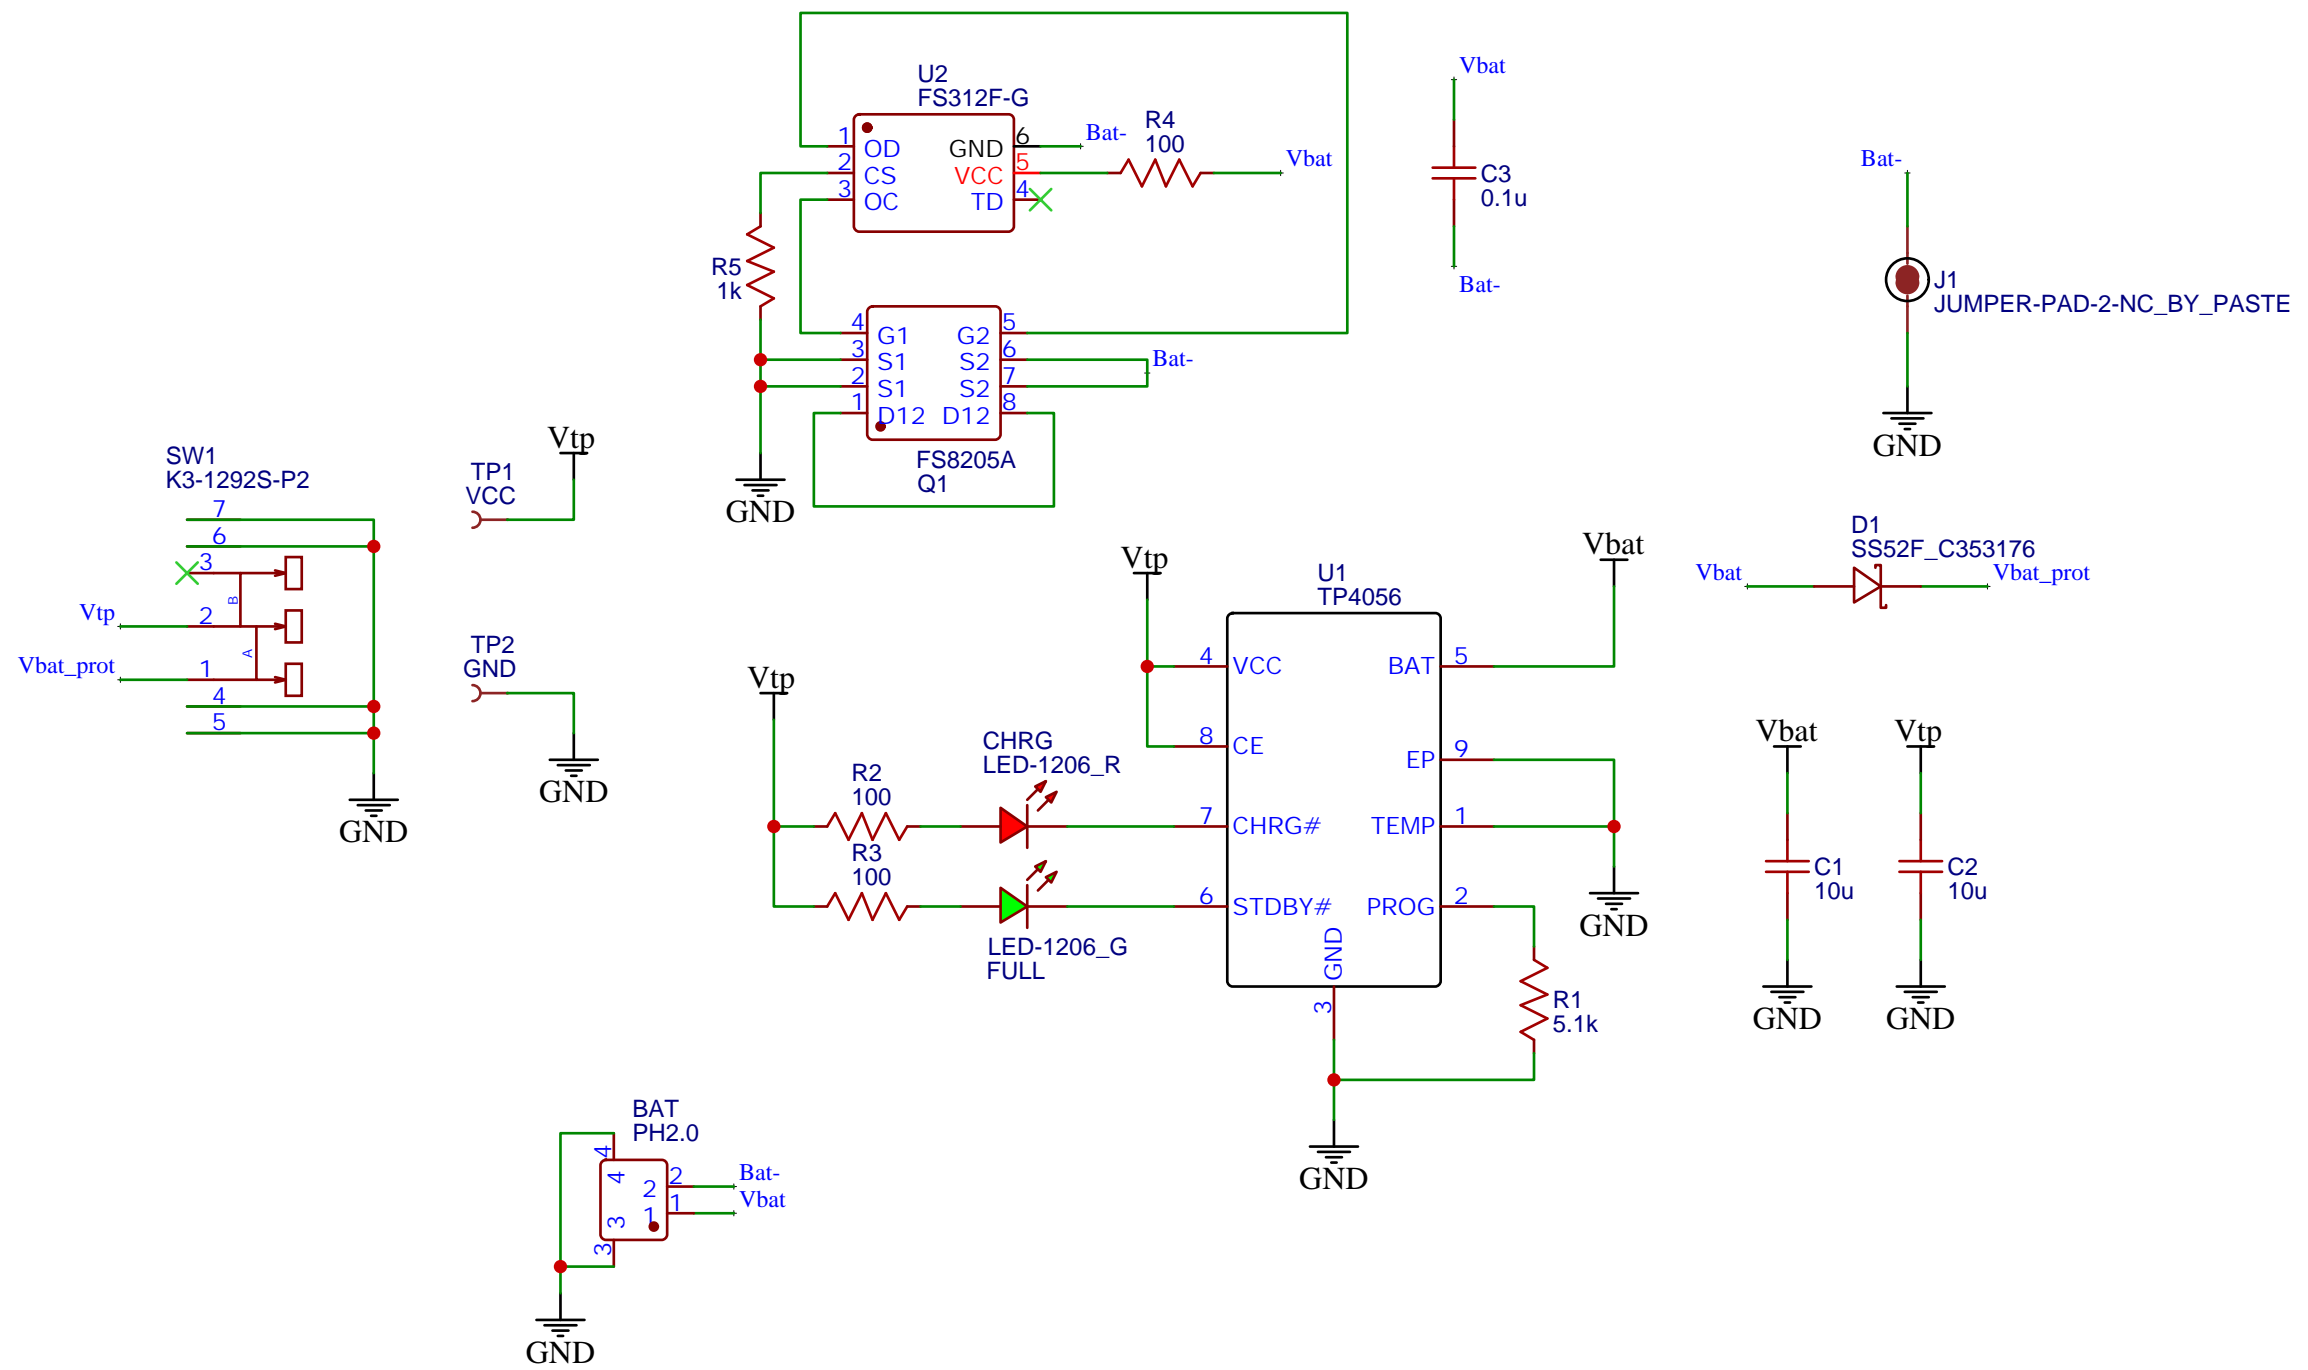 U2
FS312F-G
1
OD
2
CS
3
OC
GND
6
VCC
5
TD
4
Bat-
R4
100
Vbat
Vbat
C3
0.1u
Bat-
Bat-
J1
JUMPER-PAD-2-NC_BY_PASTE
GND
R5
1k
4
G1
3
S1
2
S1
1
D12
G2
5
S2
6
S2
7
D12
8
Bat-
FS8205A
Q1
GND
SW1
K3-1292S-P2
7
6
3
B
Vtp
2
A
Vbat_prot
1
4
5
GND
TP1
VCC
Vtp
TP2
GND
GND
Vtp
Vtp
U1
TP4056
4
VCC
8
CE
7
CHRG#
6
STDBY#
BAT
5
EP
9
TEMP
1
PROG
2
GND
3
Vbat
GND
R1
5.1k
GND
R2
100
CHRG
LED-1206_R
R3
100
LED-1206_G
FULL
D1
SS52F_C353176
Vbat
Vbat_prot
Vbat
C1
10u
GND
Vtp
C2
10u
GND
BAT
PH2.0
4
4
2
2
Bat-
1
1
Vbat
3
3
GND